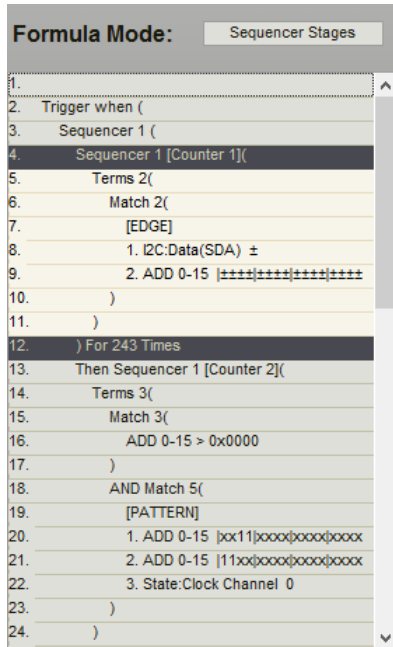 Formula Mode: Sequencer Stages
1.
2. Trigger when (
3. Sequencer 1 (
4. Sequencer 1 [Counter 1](
5. Terms 2(
6. Match 2(
7. [EDGE]
8. 1. I2C:Data(SDA) ±
9. 2. ADD 0-15 |±±±±|±±±±|±±±±|±±±±
10. )
11. )
12. ) For 243 Times
13. Then Sequencer 1 [Counter 2](
14. Terms 3(
15. Match 3(
16. ADD 0-15 > 0x0000
17. )
18. AND Match 5(
19. [PATTERN]
20. 1. ADD 0-15 |xx11|xxxx|xxxx|xxxx
21. 2. ADD 0-15 |11xx|xxxx|xxxx|xxxx
22. 3. State:Clock Channel 0
23. )
24. )